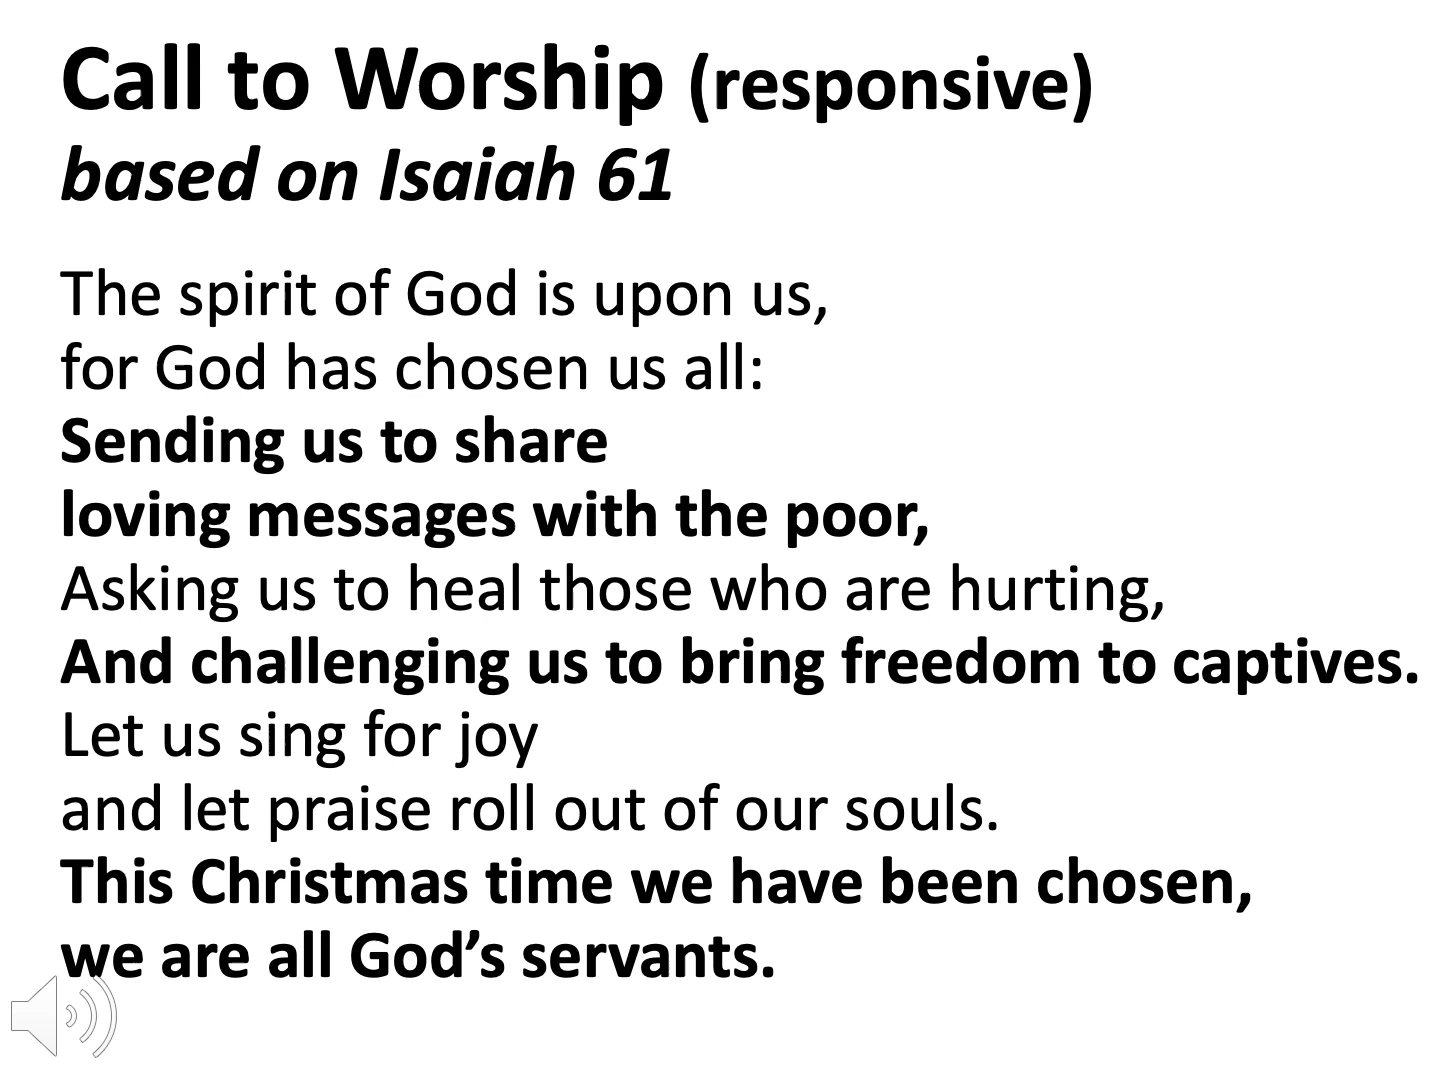 Call to Worship (responsive)
based on Isaiah 61
The spirit of God is upon us,
for God has chosen us all:
Sending us to share
loving messages with the poor,
Asking us to heal those who are hurting,
And challenging us to bring freedom to captives.
Let us sing for joy
and let praise roll out of our souls.
This Christmas time we have been chosen,
we are all God’s servants.